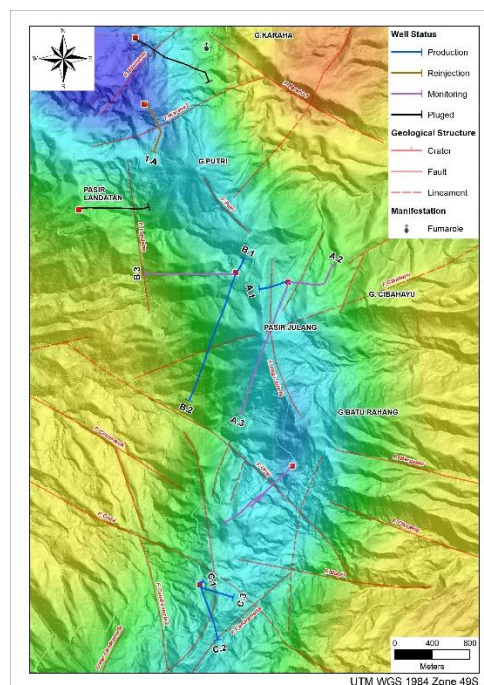 N
W
E
S
G.KARAHA
G.PUTRI
1.A
PASIR
LANDATAN
F. Putri
B.1
A.2
B.3
A.1
F. Cibahayu
G. CIBAHAYU
PASIR JULANG
B.2
A.3
G.BATU RAHANG
C.1
C.3
C.2
Well Status
Production
Reinjection
Monitoring
Pluged
Geological Structure
Crater
Fault
Lineament
Manifestation
Fumarole
0
400
800
Meters
UTM WGS 1984 Zone 49S